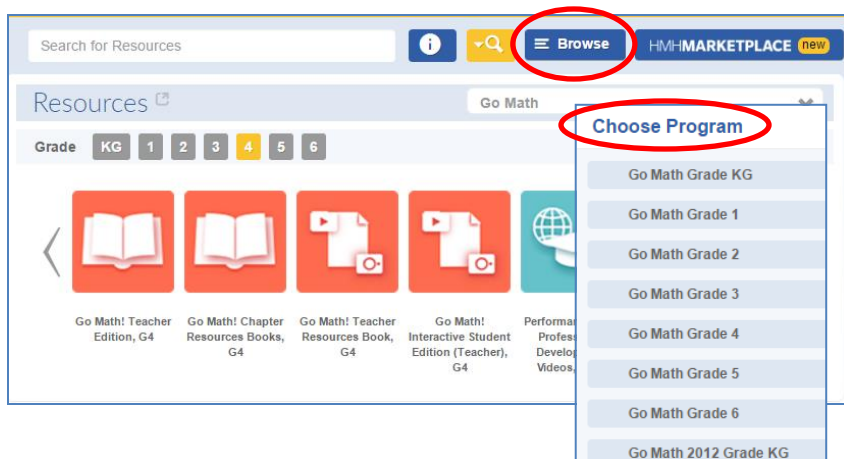 Search for Resources
i
Browse
HMHMARKETPLACE new
Resources
Go Math
Grade KG 1 2 3 4 5 6
Go Math! Teacher Edition, G4
Go Math! Chapter Resources Books, G4
Go Math! Teacher Resources Book, G4
Go Math! Interactive Student Edition (Teacher), G4
Videos,
Choose Program
Go Math Grade KG
Go Math Grade 1
Go Math Grade 2
Go Math Grade 3
Go Math Grade 4
Go Math Grade 5
Go Math Grade 6
Go Math 2012 Grade KG